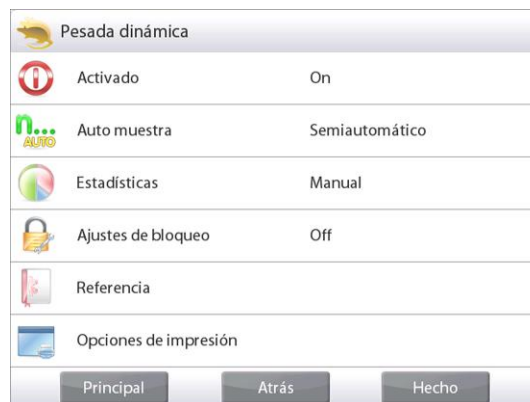 Pesada dinámica
Activado On
n... AUTO
Auto muestra Semiautomático
Estadísticas Manual
Ajustes de bloqueo Off
Referencia
Opciones de impresión
Principal Atrás Hecho